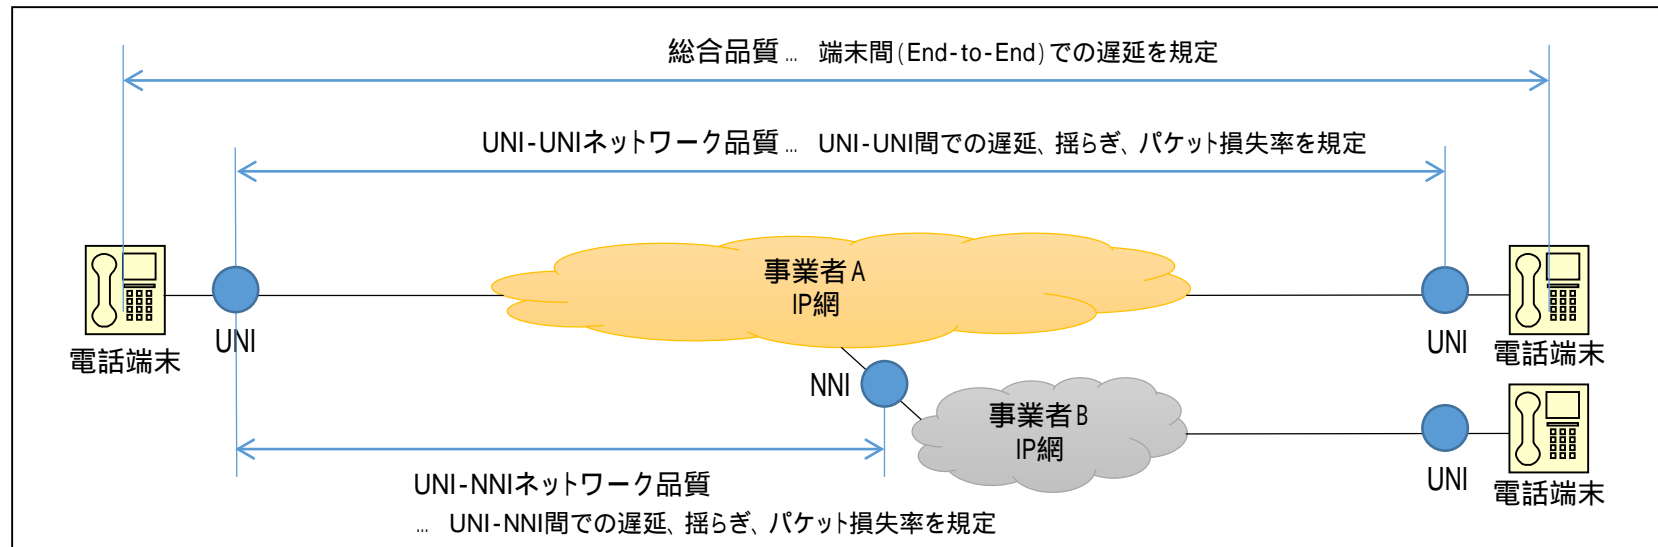 総合品質… 端末間(End-to-End)での遅延を規定
UNI-UNIネットワーク品質… UNI-UNI間での遅延、揺らぎ、パケット損失率を規定
事業者A
IP網
電話端末
UNI
UNI
電話端末
NNI
事業者B
IP網
UNI
電話端末
UNI-NNIネットワーク品質
… UNI-NNI間での遅延、揺らぎ、パケット損失率を規定